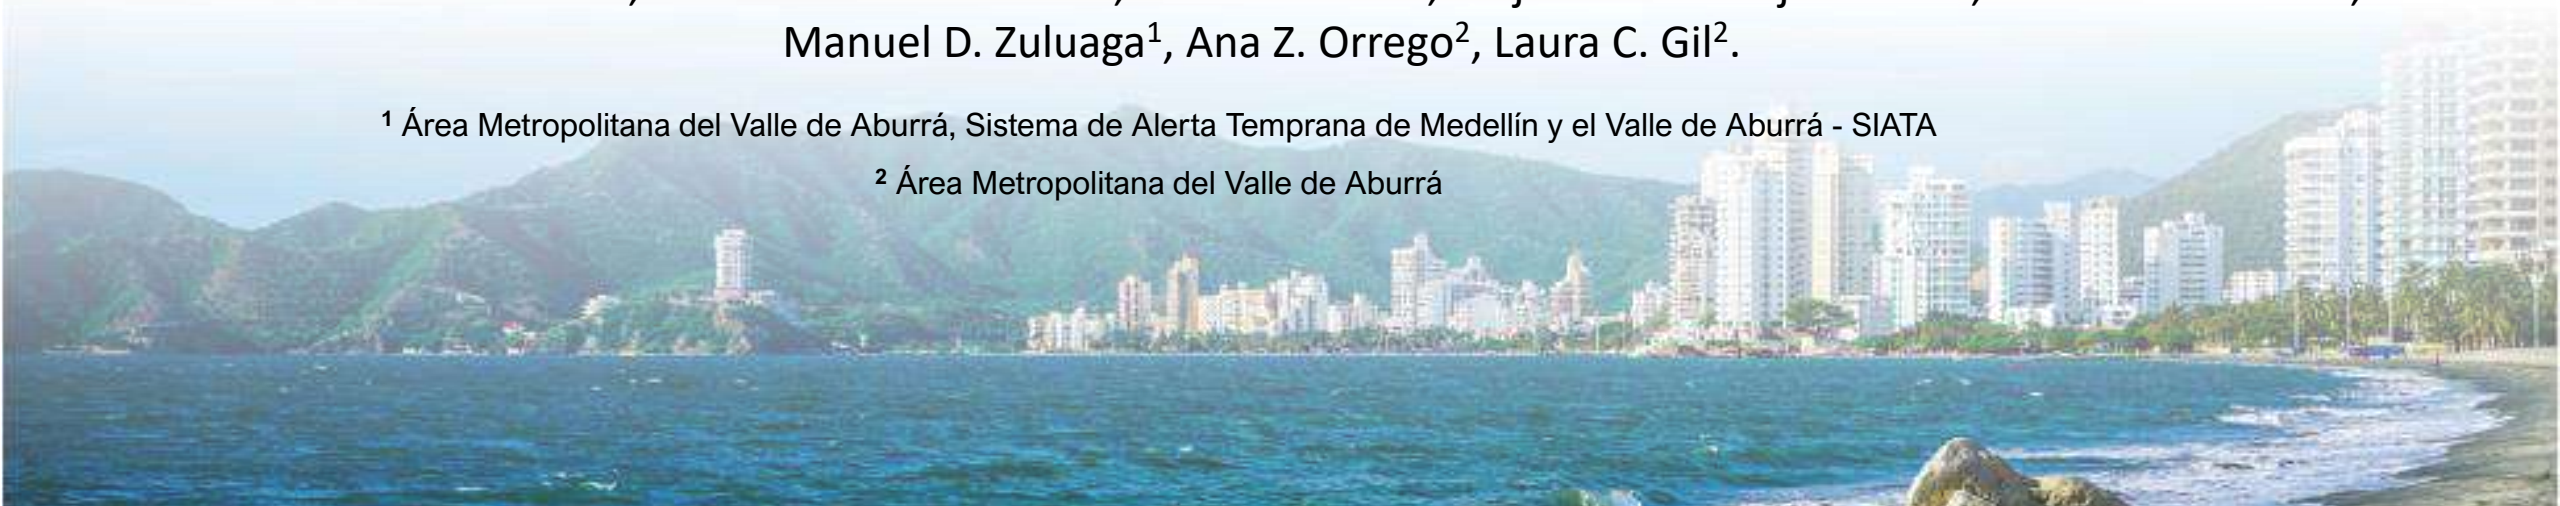 Manuel D. Zuluaga¹, Ana Z. Orrego², Laura C. Gil².
¹ Área Metropolitana del Valle de Aburrá, Sistema de Alerta Temprana de Medellín y el Valle de Aburrá - SIATA
² Área Metropolitana del Valle de Aburrá